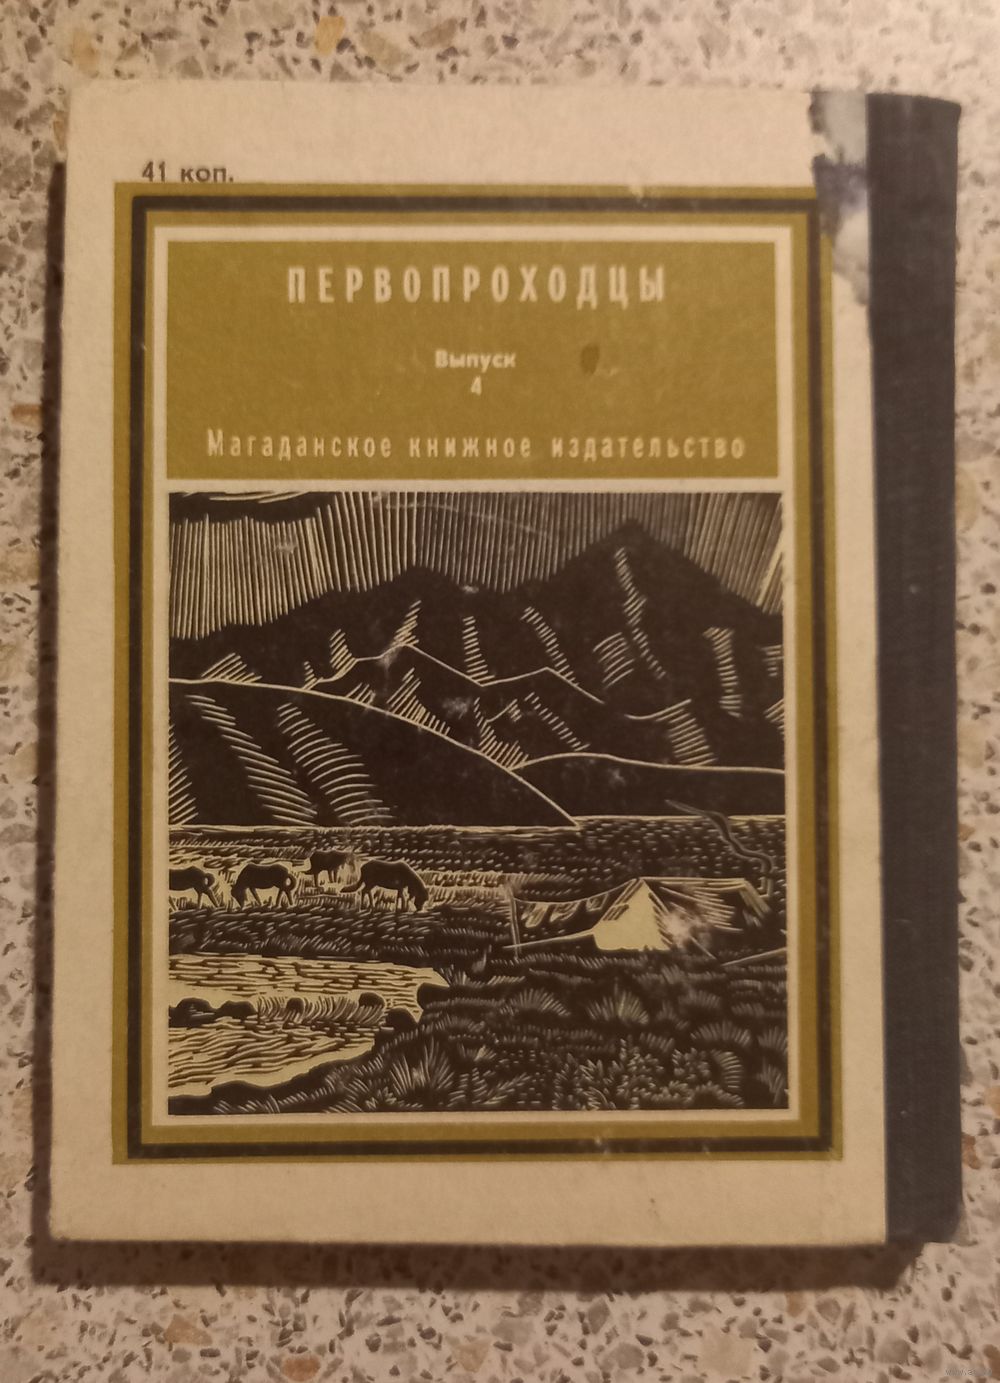 41 коп.
ПЕРВОПРОХОДЦЫ
Выпуск
4
Магаданское книжное издательство